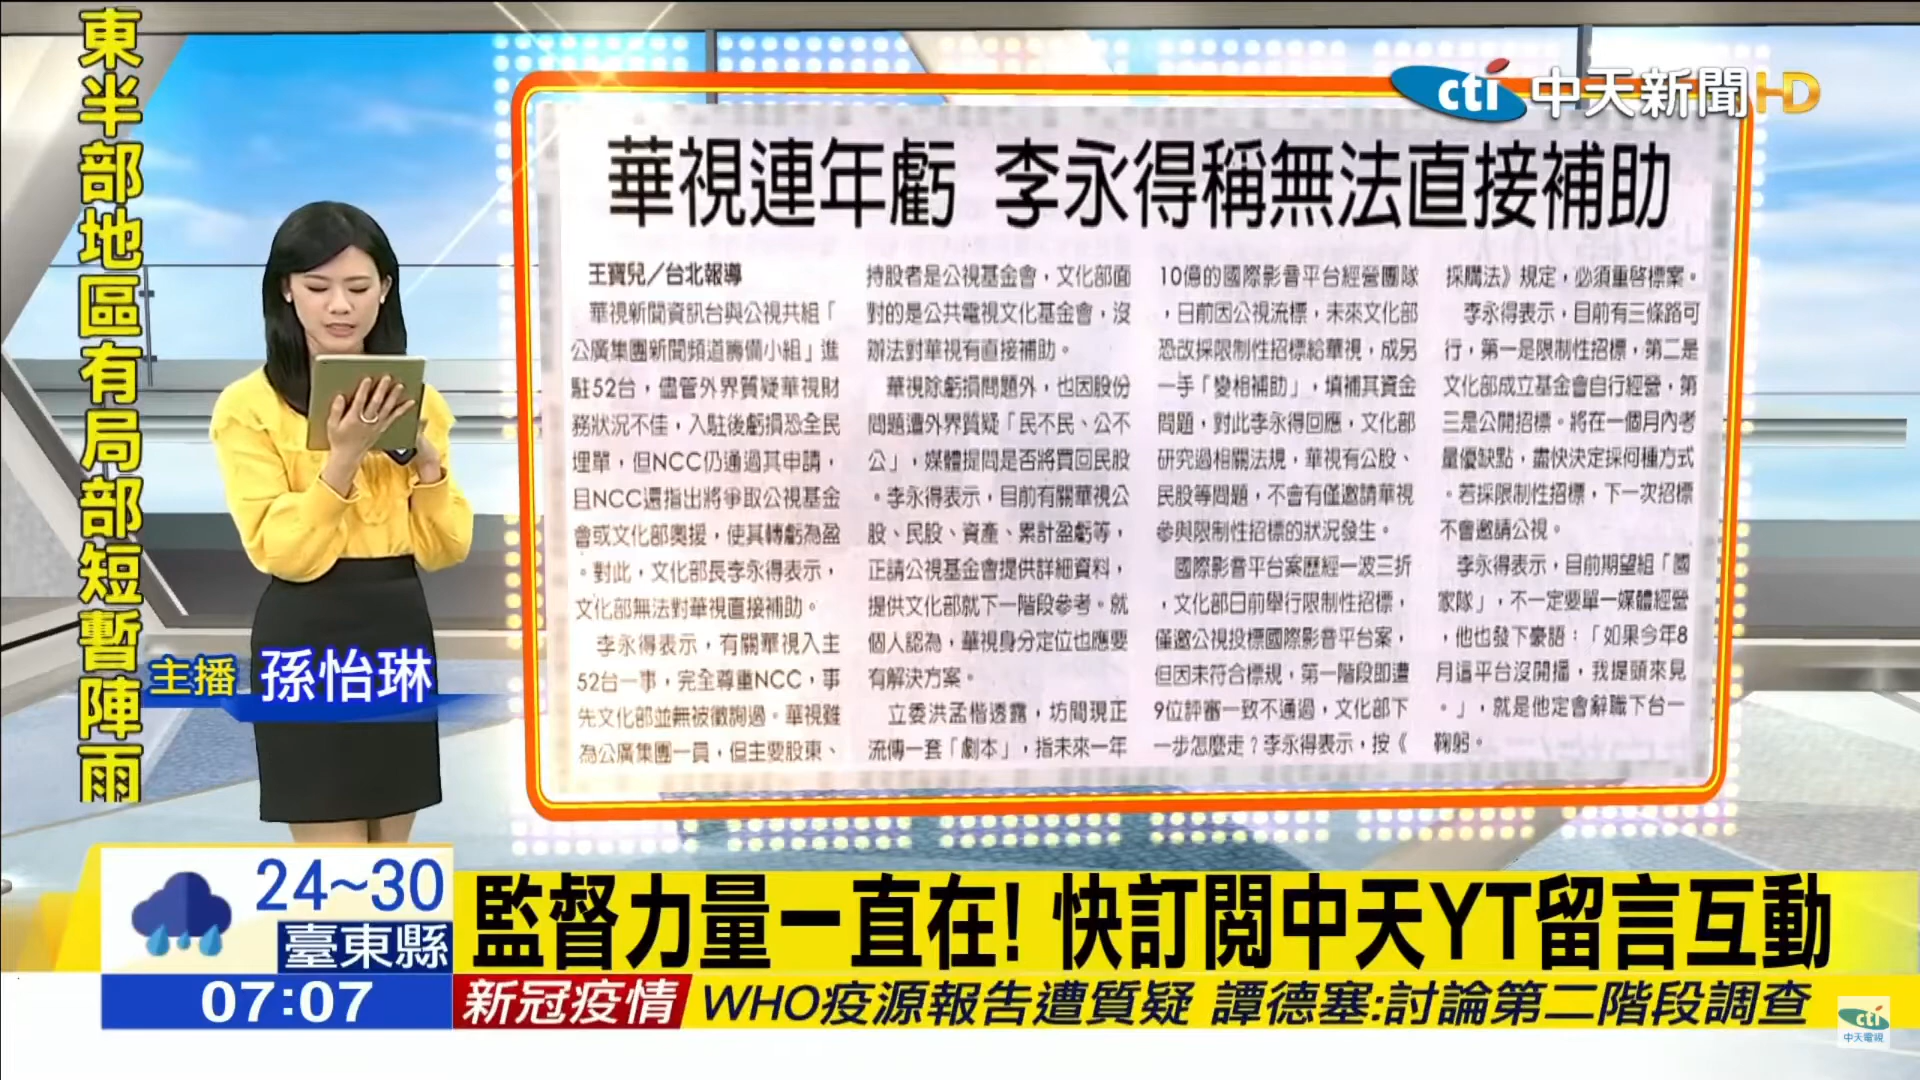 東半部地區有局部短暫陣雨
cti 中天新聞HD
華視連年虧 李永得稱無法直接補助
王寶兒／台北報導
華視新聞資訊台與公視共組「
公廣集團新聞頻道籌備小組」進
駐52台，儘管外界質疑華視財
務狀況不佳，入駐後虧損恐全民
埋單，但NCC仍通過其申請，
且NCC還指出將爭取公視基金
會或文化部奧援，使其轉虧為盈
。對此，文化部長李永得表示，
文化部無法對華視直接補助。
李永得表示，有關華視入主
52台一事，完全尊重NCC，事
先文化部並無被徵詢過。華視雖
為公廣集團一員，但主要股東、
持股者是公視基金會，文化部面
對的是公共電視文化基金會，沒
辦法對華視有直接補助。
華視除虧損問題外，也因股份
問題遭外界質疑「民不民、公不
公」，媒體提問是否將買回民股
。李永得表示，目前有關華視公
股、民股、資產、累計盈虧等，
正請公視基金會提供詳細資料，
提供文化部就下一階段參考。就
個人認為，華視身分定位也應要
有解決方案。
立委洪孟楷透露，坊間現正
流傳一套「劇本」，指未來一年
10億的國際影音平台經營團隊
，日前因公視流標，未來文化部
恐改採限制性招標給華視，成另
一手「變相補助」，填補其資金
問題，對此李永得回應，文化部
研究過相關法規，華視有公股、
民股等問題，不會有僅邀請華視
參與限制性招標的狀況發生。
國際影音平台案歷經一波三折
，文化部日前舉行限制性招標，
僅邀公視投標國際影音平台案，
但因未符合標規，第一階段即遭
9位評審一致不通過，文化部下
一步怎麼走？李永得表示，按《
採購法》規定，必須重啓標案。
李永得表示，目前有三條路可
行，第一是限制性招標，第二是
文化部成立基金會自行經營，第
三是公開招標。將在一個月內考
量優缺點，盡快決定採何種方式
。若採限制性招標，下一次招標
不會邀請公視。
李永得表示，目前期望組「國
家隊」，不一定要單一媒體經營
，他也發下豪語：「如果今年8
月這平台沒開播，我提頭來見
。」，就是他定會辭職下台一
鞠躬。
主播 孫怡琳
24~30
臺東縣
07:07
監督力量一直在! 快訂閱中天YT留言互動
新冠疫情 WHO疫源報告遭質疑 譚德塞:討論第二階段調查
cti
中天電視